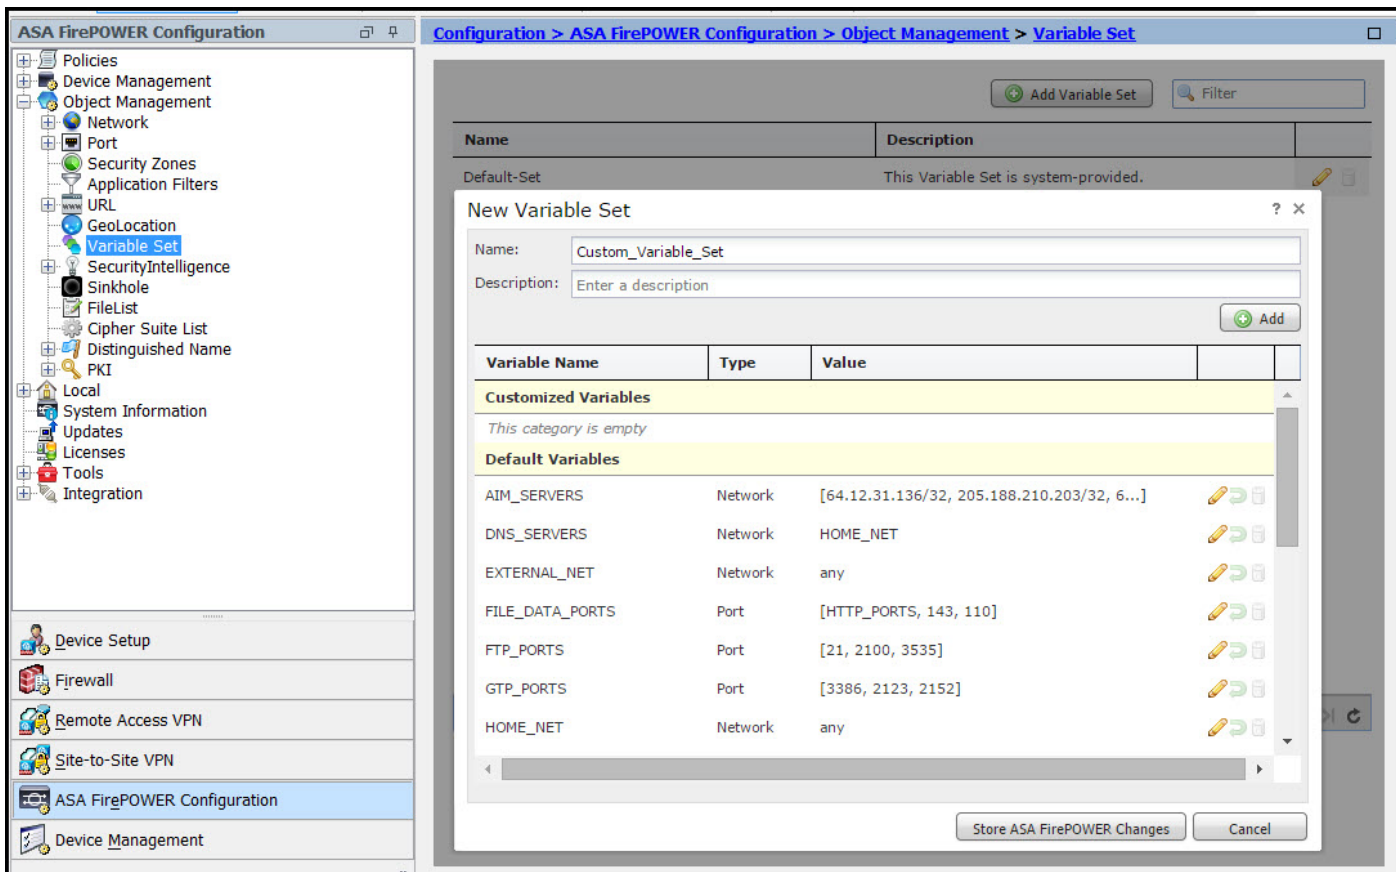 ASA FirePOWER Configuration
Policies
Device Management
Object Management
Network
Port
Security Zones
Application Filters
www URL
GeoLocation
Variable Set
SecurityIntelligence
Sinkhole
FileList
Cipher Suite List
Distinguished Name
PKI
Local
System Information
Updates
Licenses
Tools
Integration
Device Setup
Firewall
Remote Access VPN
Site-to-Site VPN
ASA FirePOWER Configuration
Device Management
Configuration > ASA FirePOWER Configuration > Object Management > Variable Set
Add Variable Set Filter
Name Description
Default-Set This Variable Set is system-provided.
New Variable Set ?
Name: Custom_Variable_Set
Description: Enter a description
Add
Variable Name Type Value
Customized Variables
This category is empty
Default Variables
AIM_SERVERS Network [64.12.31.136/32, 205.188.210.203/32, 6...]
DNS_SERVERS Network HOME_NET
EXTERNAL_NET Network any
FILE_DATA_PORTS Port [HTTP_PORTS, 143, 110]
FTP_PORTS Port [21, 2100, 3535]
GTP_PORTS Port [3386, 2123, 2152]
HOME_NET Network any
Store ASA FirePOWER Changes Cancel